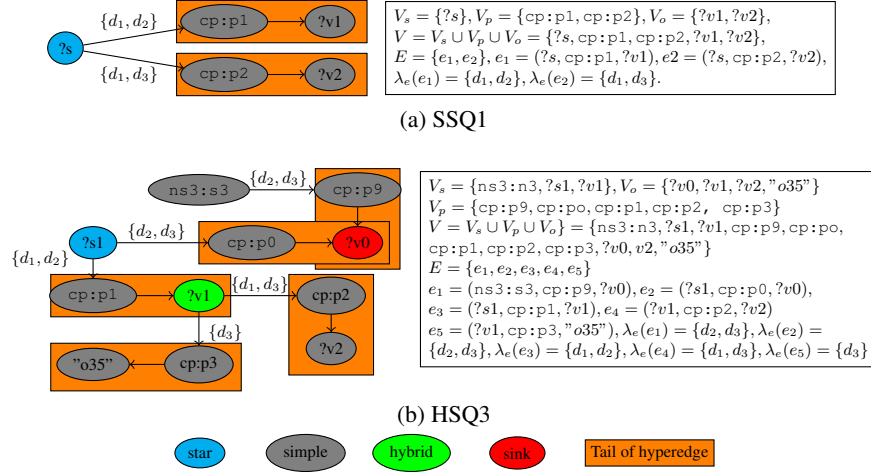 {d₁, d₂}
cp:p1
?v1
?s
{d₁, d₃}
cp:p2
?v2
Vₛ = {?s}, Vₚ = {cp:p1, cp:p2}, Vₒ = {?v1, ?v2},
V = Vₛ ∪ Vₚ ∪ Vₒ = {?s, cp:p1, cp:p2, ?v1, ?v2},
E = {e₁, e₂}, e₁ = (?s, cp:p1, ?v1), e2 = (?s, cp:p2, ?v2),
λₑ(e₁) = {d₁, d₂}, λₑ(e₂) = {d₁, d₃}.
(a) SSQ1
ns3:s3
{d₂, d₃}
cp:p9
?s1
{d₂, d₃}
cp:p0
?v0
{d₁, d₂}
cp:p1
?v1
{d₁, d₃}
cp:p2
{d₃}
?v2
"o35"
cp:p3
Vₛ = {ns3:n3, ?s1, ?v1}, Vₒ = {?v0, ?v1, ?v2, "o35"}
Vₚ = {cp:p9, cp:po, cp:p1, cp:p2, cp:p3}
V = Vₛ ∪ Vₚ ∪ Vₒ} = {ns3:n3, ?s1, ?v1, cp:p9, cp:po,
cp:p1, cp:p2, cp:p3, ?v0, v2, "o35"}
E = {e₁, e₂, e₃, e₄, e₅}
e₁ = (ns3:s3, cp:p9, ?v0), e₂ = (?s1, cp:p0, ?v0),
e₃ = (?s1, cp:p1, ?v1), e₄ = (?v1, cp:p2, ?v2)
e₅ = (?v1, cp:p3, "o35"), λₑ(e₁) = {d₂, d₃}, λₑ(e₂) =
{d₂, d₃}, λₑ(e₃) = {d₁, d₂}, λₑ(e₄) = {d₁, d₃}, λₑ(e₅) = {d₃}
(b) HSQ3
star
simple
hybrid
sink
Tail of hyperedge